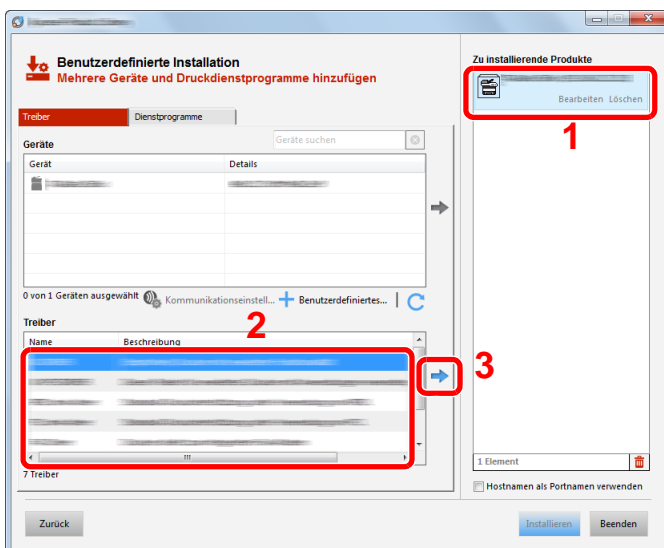 Benutzerdefinierte Installation
Mehrere Geräte und Druckdienstprogramme hinzufügen
Zu installierende Produkte
Bearbeiten Löschen
1
Treiber Dienstprogramme
Geräte
Geräte suchen
Gerät Details
0 von 1 Geräten ausgewählt Kommunikationseinstell... Benutzerdefiniertes...
Treiber
2
Name Beschreibung
3
7 Treiber
1 Element
Hostnamen als Portnamen verwenden
Zurück
Installieren Beenden